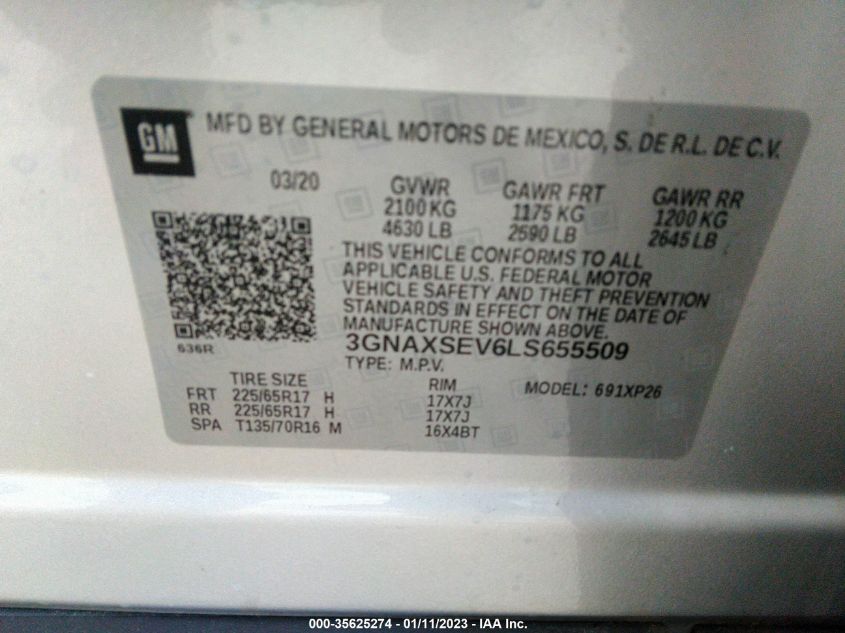 GM MFD BY GENERAL MOTORS DE MEXICO, S. DE R.L. DE C.V.
03/20 GVWR GAWR FRT GAWR RR
2100 KG 1175 KG 1200 KG
4630 LB 2590 LB 2645 LB
THIS VEHICLE CONFORMS TO ALL
APPLICABLE U.S. FEDERAL MOTOR
VEHICLE SAFETY AND THEFT PREVENTION
STANDARDS IN EFFECT ON THE DATE OF
MANUFACTURE SHOWN ABOVE.
636R 3GNAXSEV6LS655509
TYPE: M.P.V.
TIRE SIZE RIM MODEL: 691XP26
FRT 225/65R17 H 17X7J
RR 225/65R17 H 17X7J
SPA T135/70R16 M 16X4BT
000-35625274 - 01/11/2023 - IAA Inc.